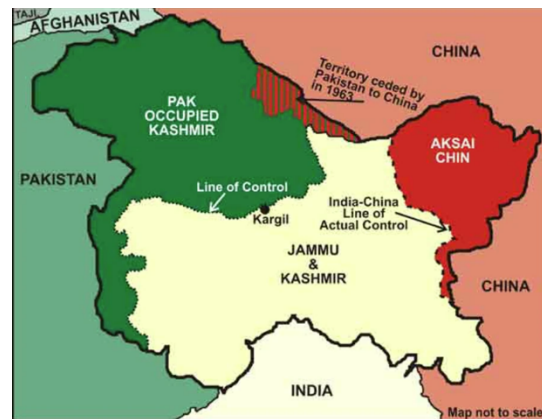 TAJI.
AFGHANISTAN
CHINA
Territory ceded by
Pakistan to China
in 1963
PAK
OCCUPIED
KASHMIR
AKSAI
CHIN
PAKISTAN
Line of Control
Kargil
India-China
Line of
Actual Control
JAMMU
&
KASHMIR
CHINA
INDIA
Map not to scale